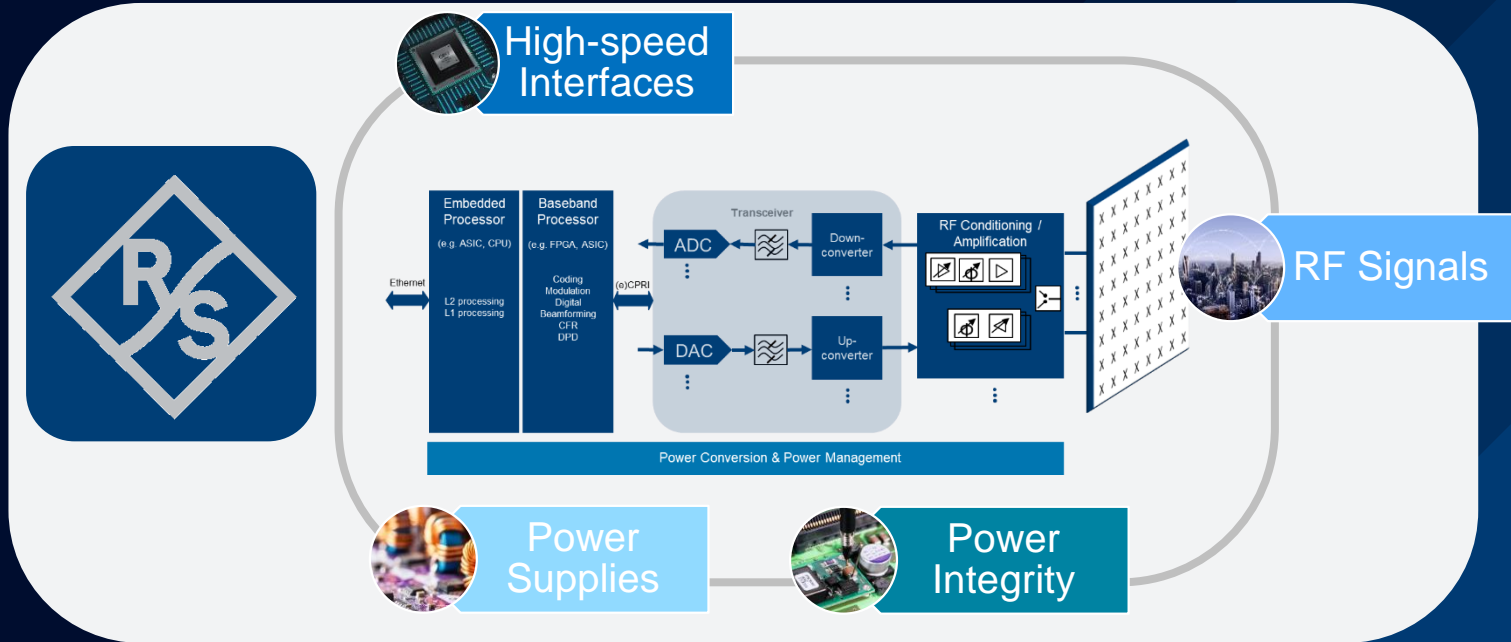 High-speed
Interfaces
Embedded
Processor
(e.g. ASIC, CPU)
L2 processing
L1 processing
Baseband
Processor
(e.g. FPGA, ASIC)
Coding
Modulation
Digital
Beamforming
CFR
DPD
Ethernet
(e)CPRI
Transceiver
ADC
Down-
converter
DAC
Up-
converter
RF Conditioning /
Amplification
RF Signals
R
S
Power Conversion & Power Management
Power
Supplies
Power
Integrity